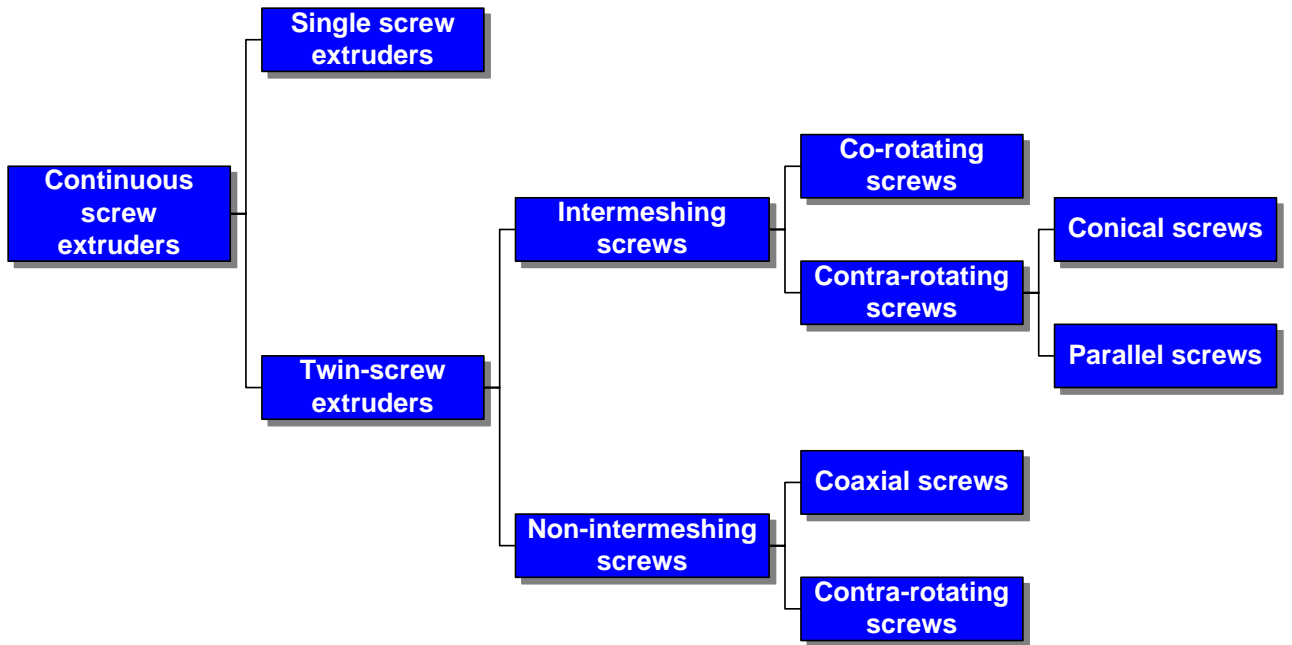 Single screw
extruders
Continuous
screw
extruders
Twin-screw
extruders
Intermeshing
screws
Non-intermeshing
screws
Co-rotating
screws
Contra-rotating
screws
Conical screws
Parallel screws
Coaxial screws
Contra-rotating
screws